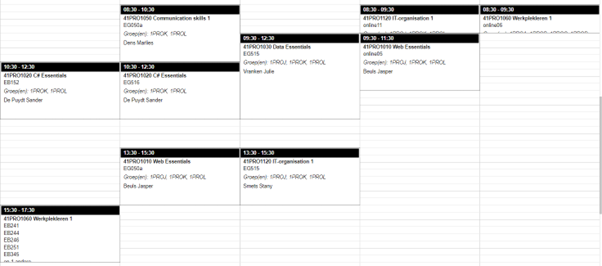 08:30 - 10:30
41PRO1050 Communication skills 1
EG050a
Groep(en): 1PROK, 1PROL
Dens Marlies
08:30 - 09:30
41PRO1120 IT-organisation 1
online11
08:30 - 09:30
41PRO1060 Werkplekleren 1
online05
09:30 - 12:30
41PRO1030 Data Essentials
EG515
Groep(en): 1PROJ, 1PROK, 1PROL
Vranken Julie
09:30 - 11:30
41PRO1010 Web Essentials
online05
Groep(en): 1PROJ, 1PROK, 1PROL
Beuls Jasper
10:30 - 12:30
41PRO1020 C# Essentials
EB152
Groep(en): 1PROK, 1PROL
De Puydt Sander
10:30 - 12:30
41PRO1020 C# Essentials
EG516
Groep(en): 1PROK, 1PROL
De Puydt Sander
13:30 - 15:30
41PRO1010 Web Essentials
EG050a
Groep(en): 1PROJ, 1PROK, 1PROL
Beuls Jasper
13:30 - 15:30
41PRO1120 IT-organisation 1
EG515
Groep(en): 1PROJ, 1PROK, 1PROL
Smets Stany
15:30 - 17:30
41PRO1060 Werkplekleren 1
EB241
EB244
EB246
EB251
EB346